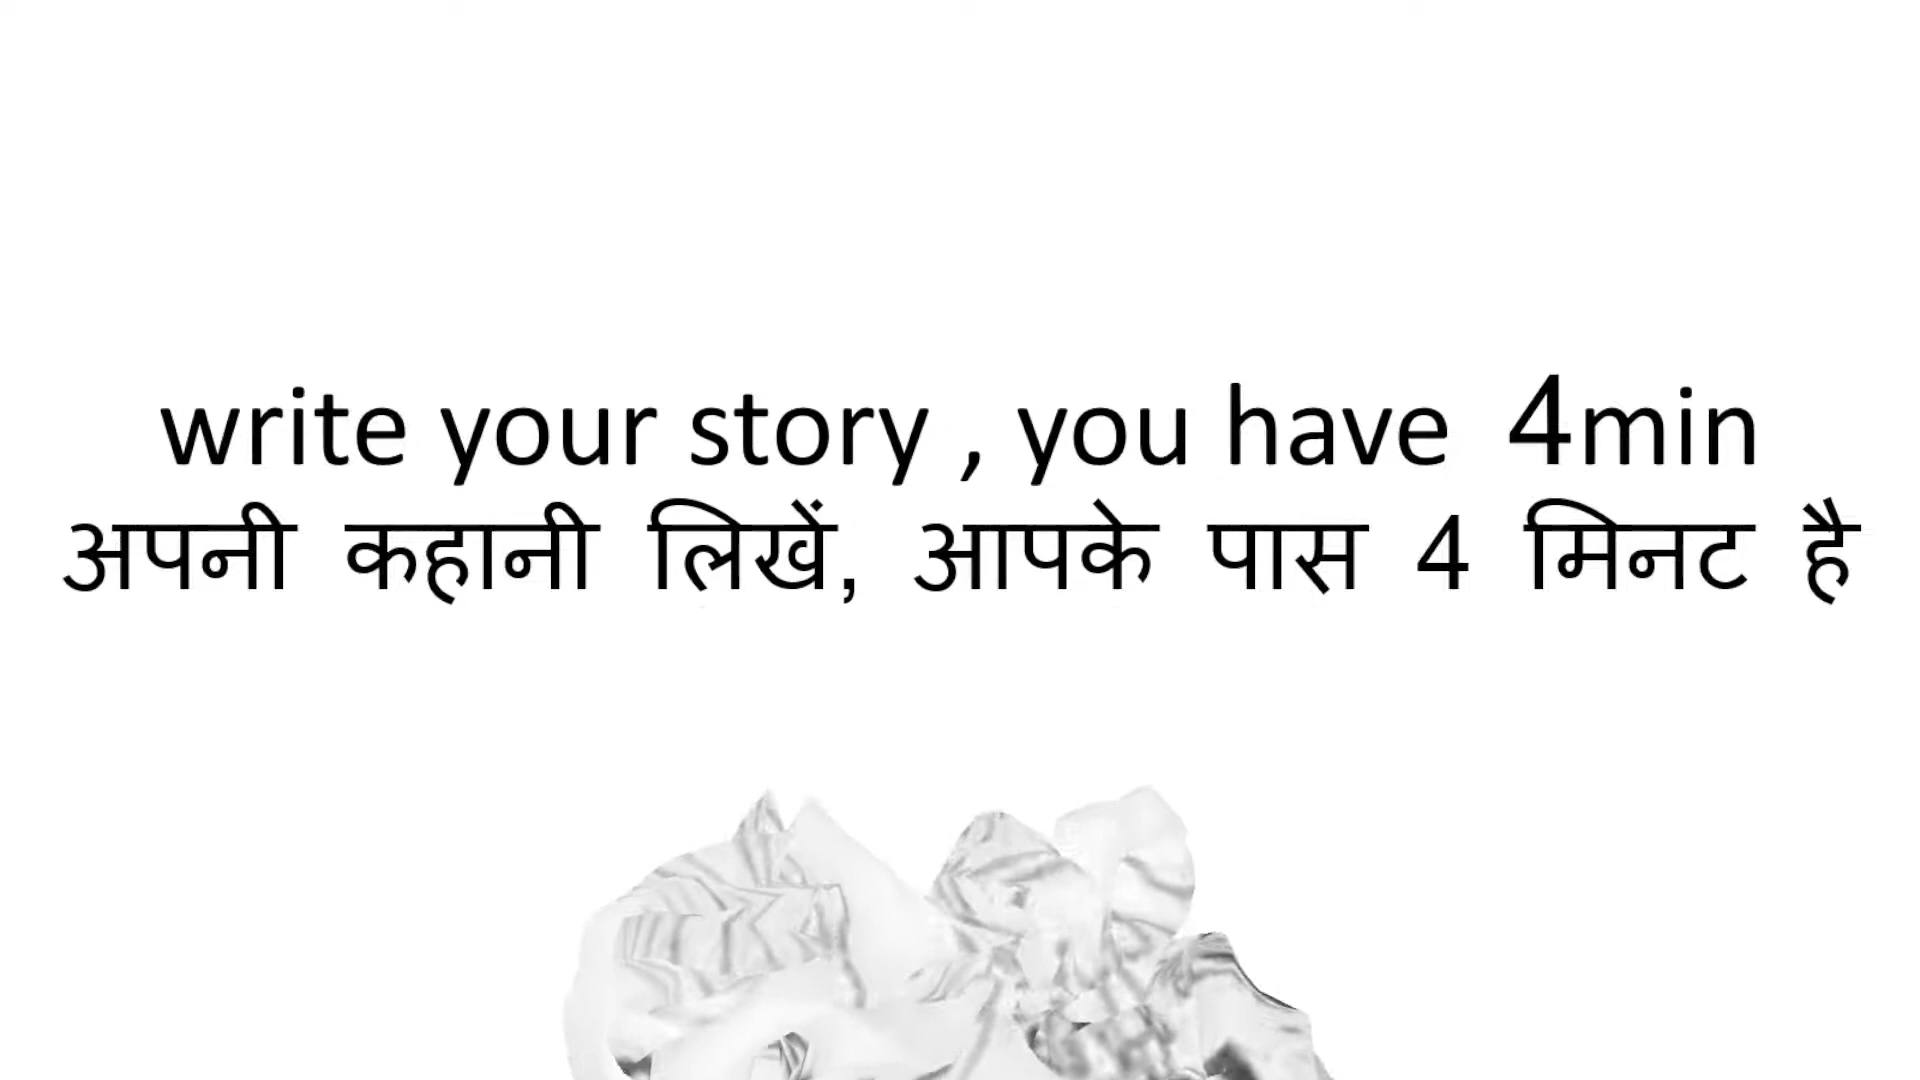 write your story , you have 4min
अपनी कहानी लिखें, आपके पास 4 मिनट है